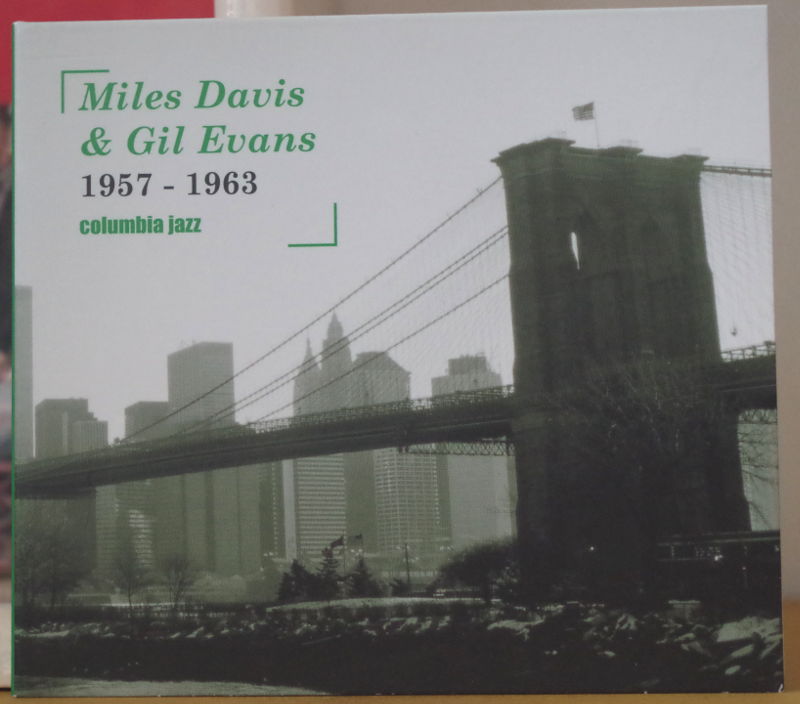 Miles Davis
& Gil Evans
1957 - 1963
columbia jazz